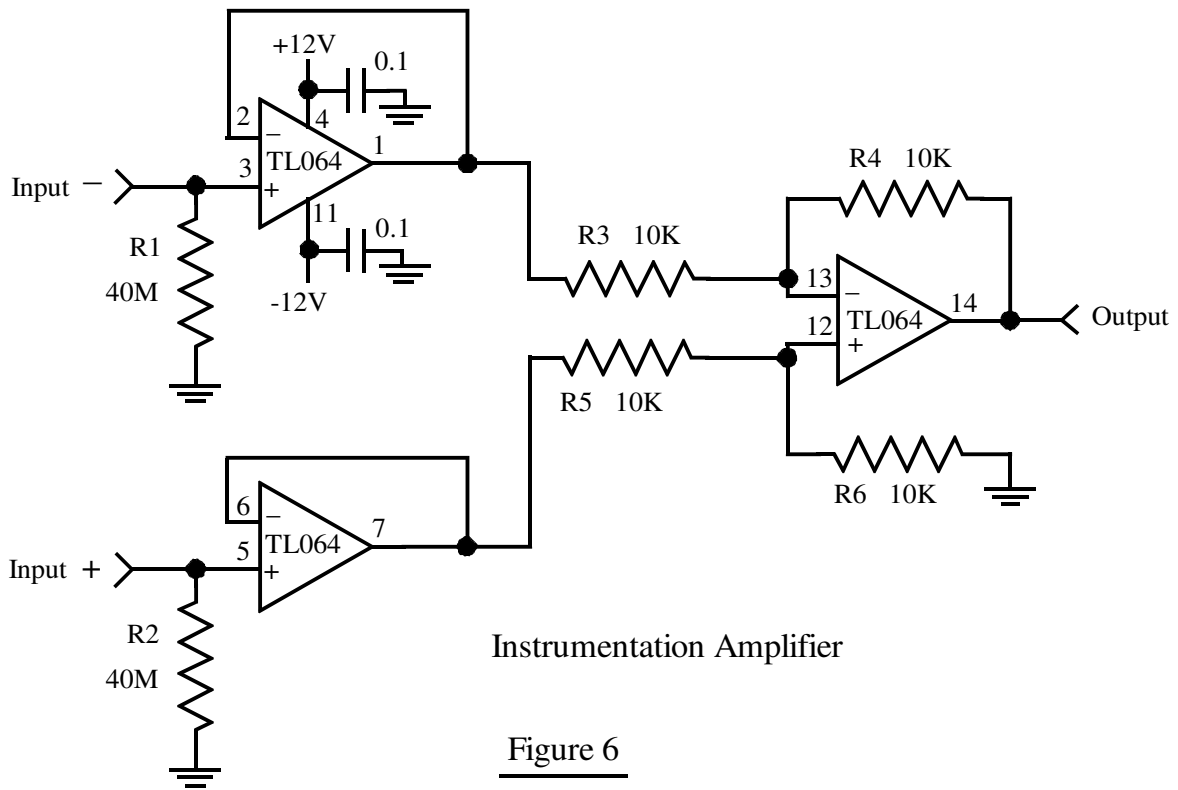 +12V
0.1
4
2
−
TL064
1
3
+
Input −
11
0.1
R1
40M
-12V
R3 10K
R4 10K
13
−
TL064
14
12
+
Output
R5 10K
R6 10K
6
−
TL064
7
5
+
Input +
R2
40M
Instrumentation Amplifier
Figure 6